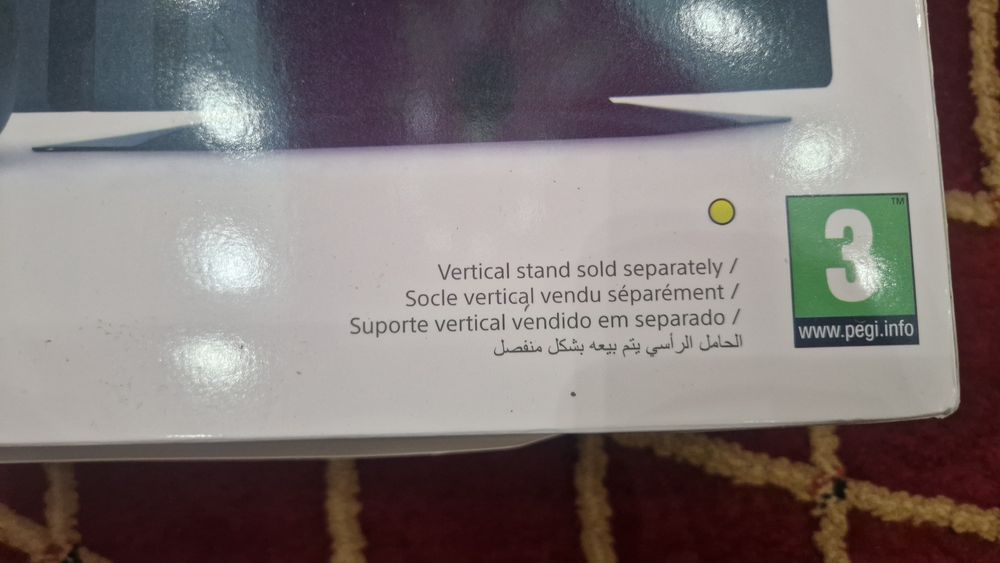 Vertical stand sold separately /
Socle vertical vendu séparément /
Suporte vertical vendido em separado /
الحامل الرأسي يتم بيعه بشكل منفصل
3™
www.pegi.info